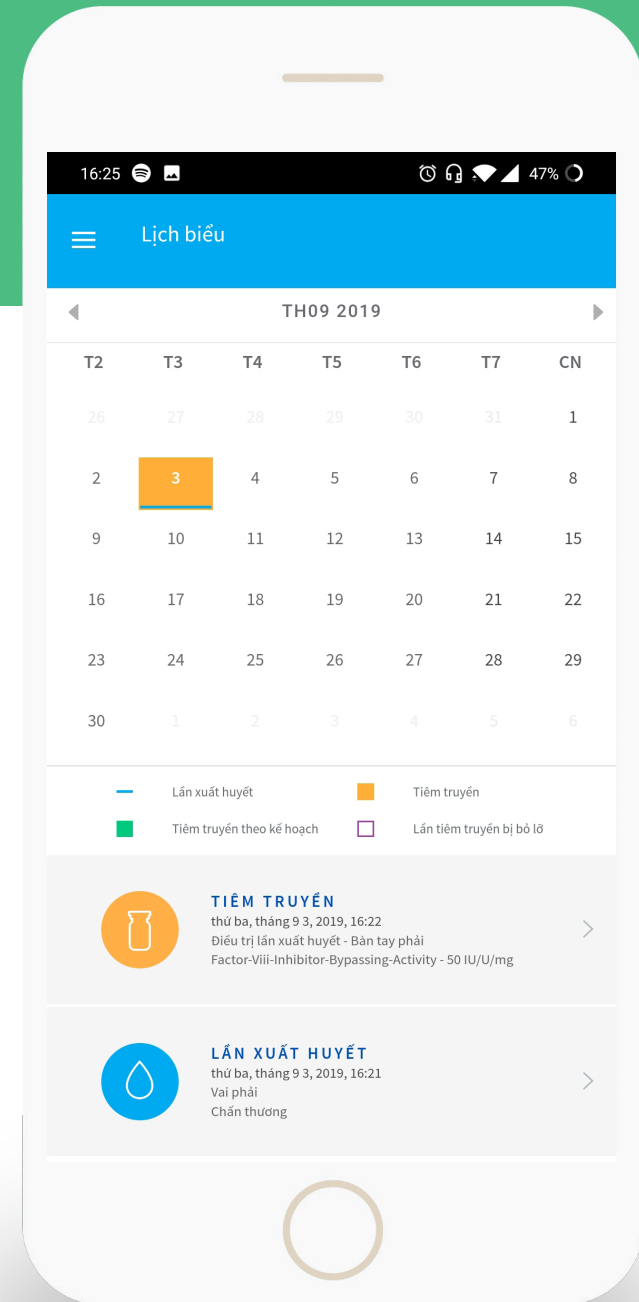 16:25 47%
Lịch biểu
TH09 2019
T2 T3 T4 T5 T6 T7 CN
26 27 28 29 30 31 1
2 3 4 5 6 7 8
9 10 11 12 13 14 15
16 17 18 19 20 21 22
23 24 25 26 27 28 29
30 1 2 3 4 5 6
Lần xuất huyết Tiêm truyền
Tiêm truyền theo kế hoạch Lần tiêm truyền bị bỏ lỡ
TIÊM TRUYỀN
thứ ba, tháng 9 3, 2019, 16:22
Điều trị lần xuất huyết - Bàn tay phải
Factor-Viii-Inhibitor-Bypassing-Activity - 50 IU/U/mg
LẦN XUẤT HUYẾT
thứ ba, tháng 9 3, 2019, 16:21
Vai phải
Chấn thương